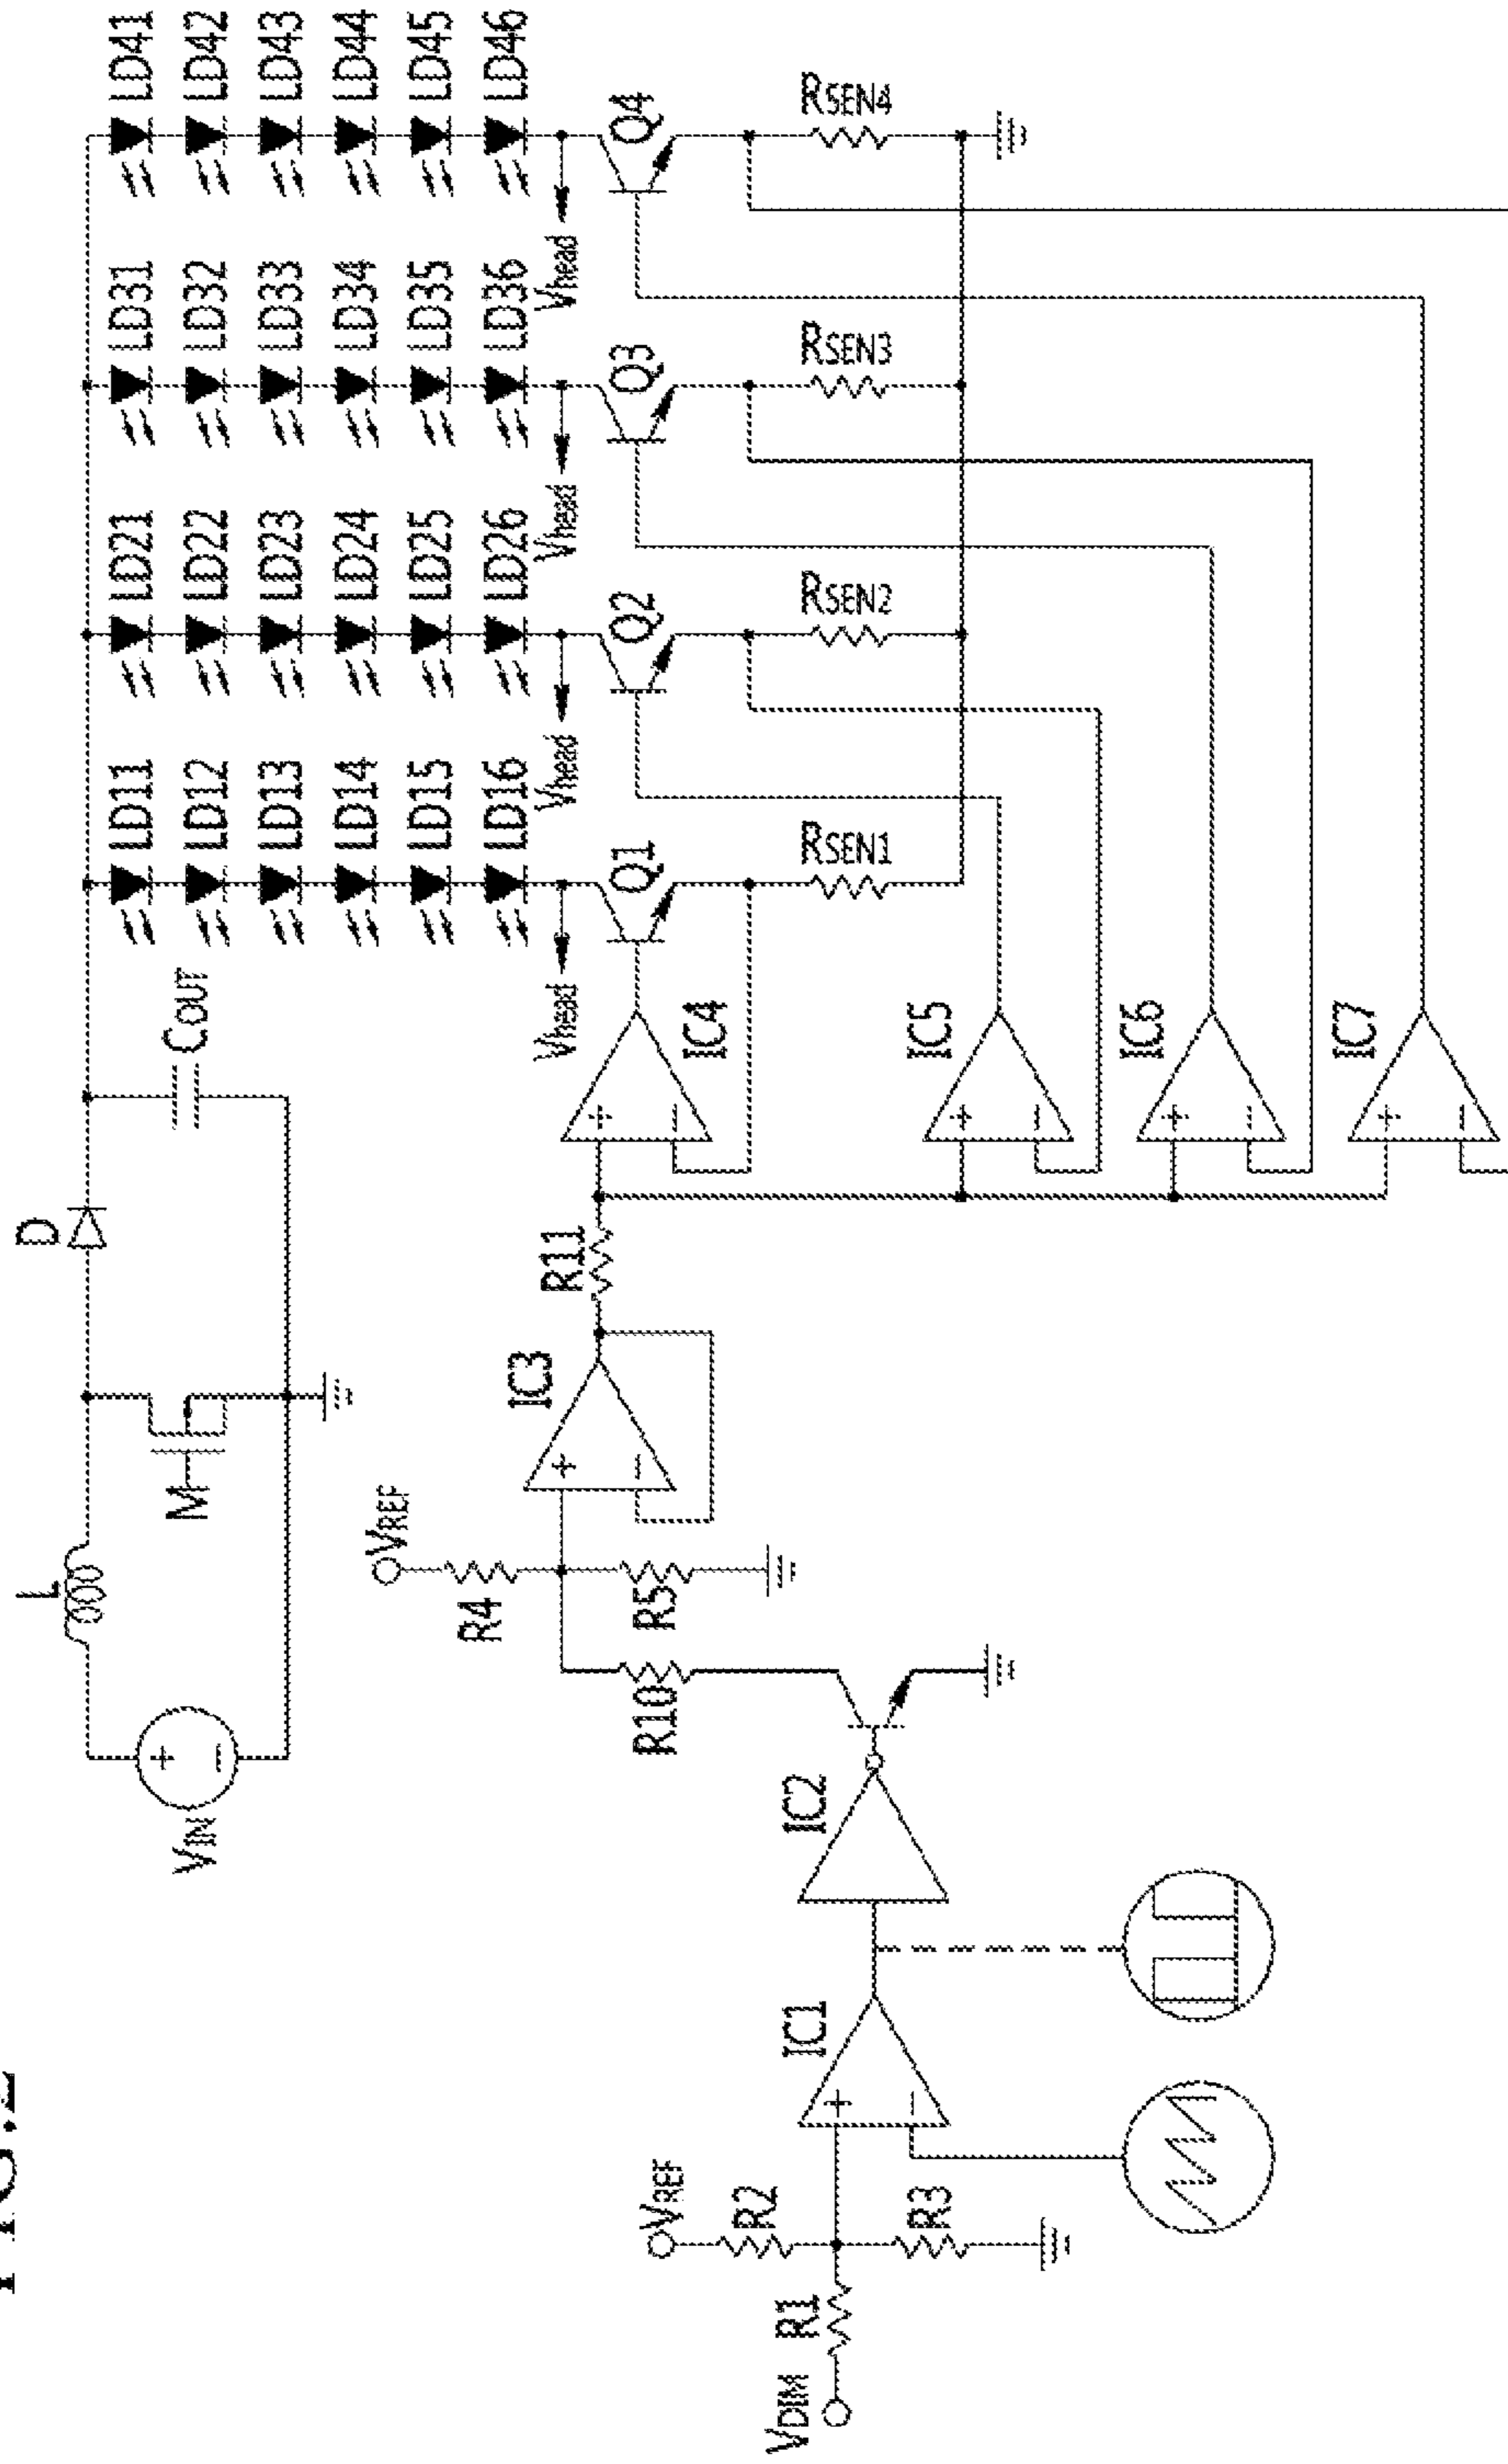 FIG.2
VIN
L
M
D
COUT
LD11
LD12
LD13
LD14
LD15
LD16
LD21
LD22
LD23
LD24
LD25
LD26
LD31
LD32
LD33
LD34
LD35
LD36
LD41
LD42
LD43
LD44
LD45
LD46
Vhead
Vhead
Vhead
Vhead
Q1
Q2
Q3
Q4
RSEN1
RSEN2
RSEN3
RSEN4
VREF
R4
R5
R10
IC3
R11
IC4
IC5
IC6
IC7
VDIM
R1
VREF
R2
R3
IC1
IC2